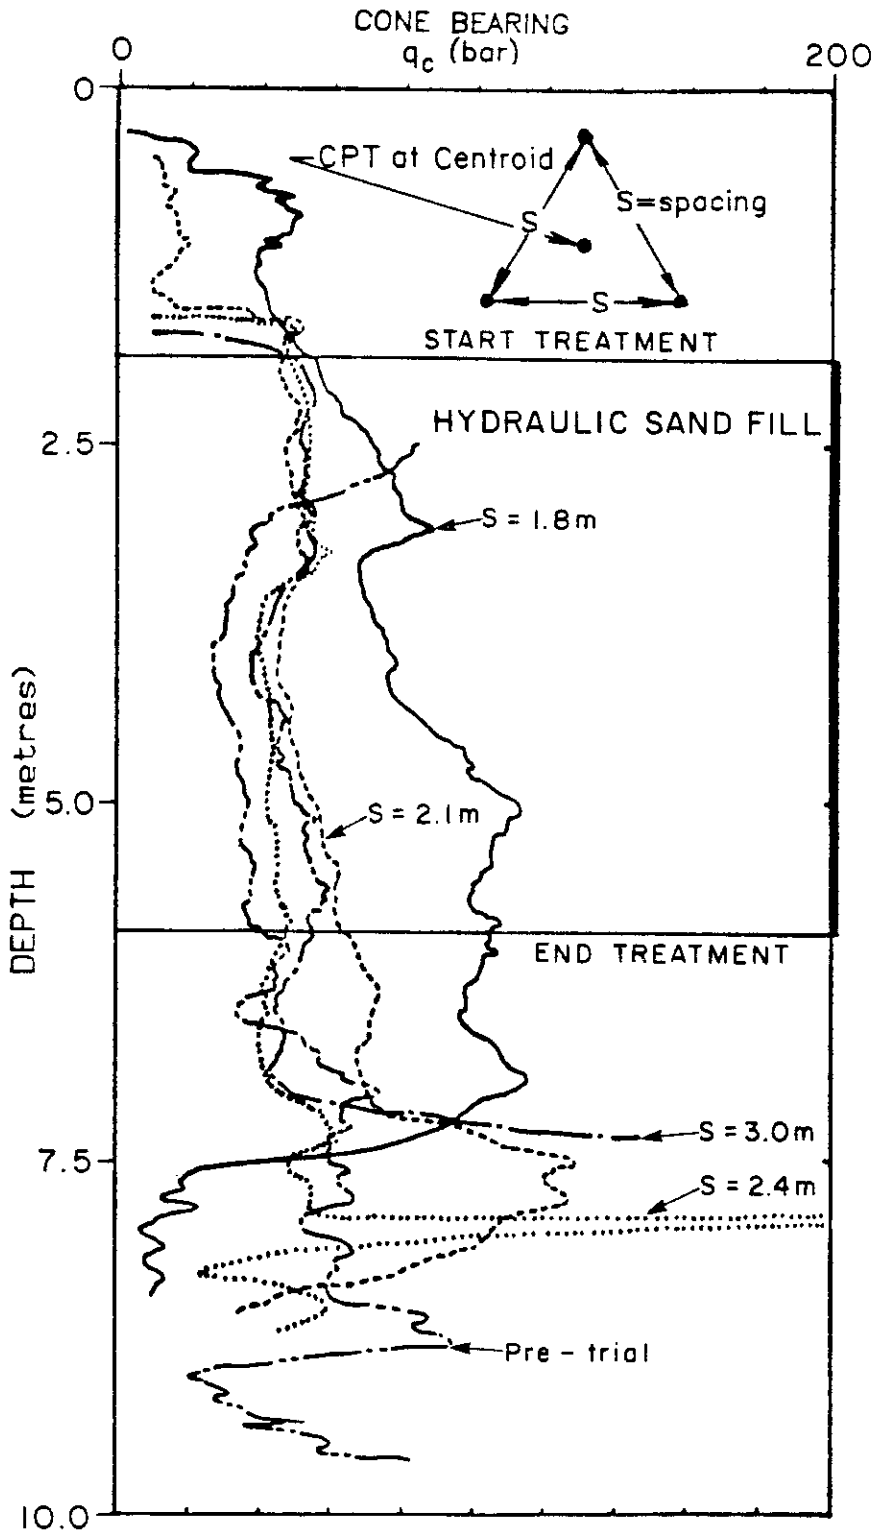 CONE BEARING
0 q_c (bar) 200
0
CPT at Centroid
S=spacing
S
S
START TREATMENT
HYDRAULIC SAND FILL
2.5
S = 1.8m
DEPTH (metres)
5.0
S = 2.1m
END TREATMENT
S = 3.0m
7.5
S = 2.4m
Pre-trial
10.0